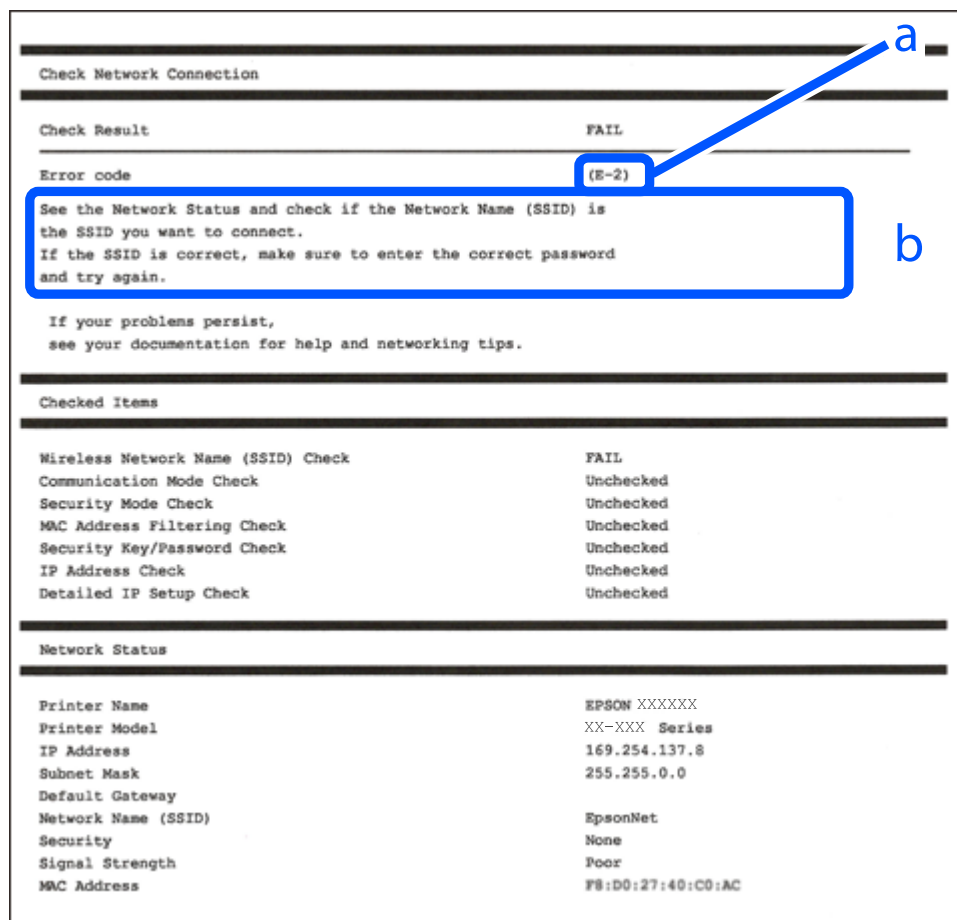 a
Check Network Connection
Check Result FAIL
Error code (E-2)
See the Network Status and check if the Network Name (SSID) is
the SSID you want to connect.
If the SSID is correct, make sure to enter the correct password
and try again.
b
If your problems persist,
see your documentation for help and networking tips.
Checked Items
Wireless Network Name (SSID) Check FAIL
Communication Mode Check Unchecked
Security Mode Check Unchecked
MAC Address Filtering Check Unchecked
Security Key/Password Check Unchecked
IP Address Check Unchecked
Detailed IP Setup Check Unchecked
Network Status
Printer Name EPSON XXXXXX
Printer Model XX-XXX Series
IP Address 169.254.137.8
Subnet Mask 255.255.0.0
Default Gateway
Network Name (SSID) EpsonNet
Security None
Signal Strength Poor
MAC Address F8:D0:27:40:C0:AC